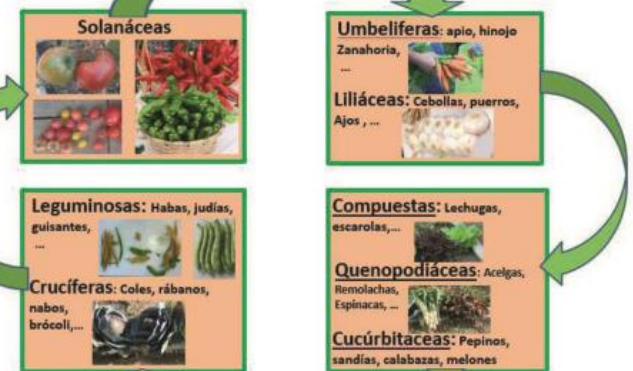 Solanáceas
Umbeliferas: apio, hinojo
Zanahoria,
...
Liliáceas: Cebollas, puerros,
Ajos , ...
Leguminosas: Habas, judías,
guisantes,
...
Crucíferas: Coles, rábanos,
nabos,
brócoli,...
Compuestas: Lechugas,
escarolas,...
Quenopodiáceas: Acelgas,
Remolachas,
Espinacas, ...
Cucúrbitaceas: Pepinos,
sandías, calabazas, melones